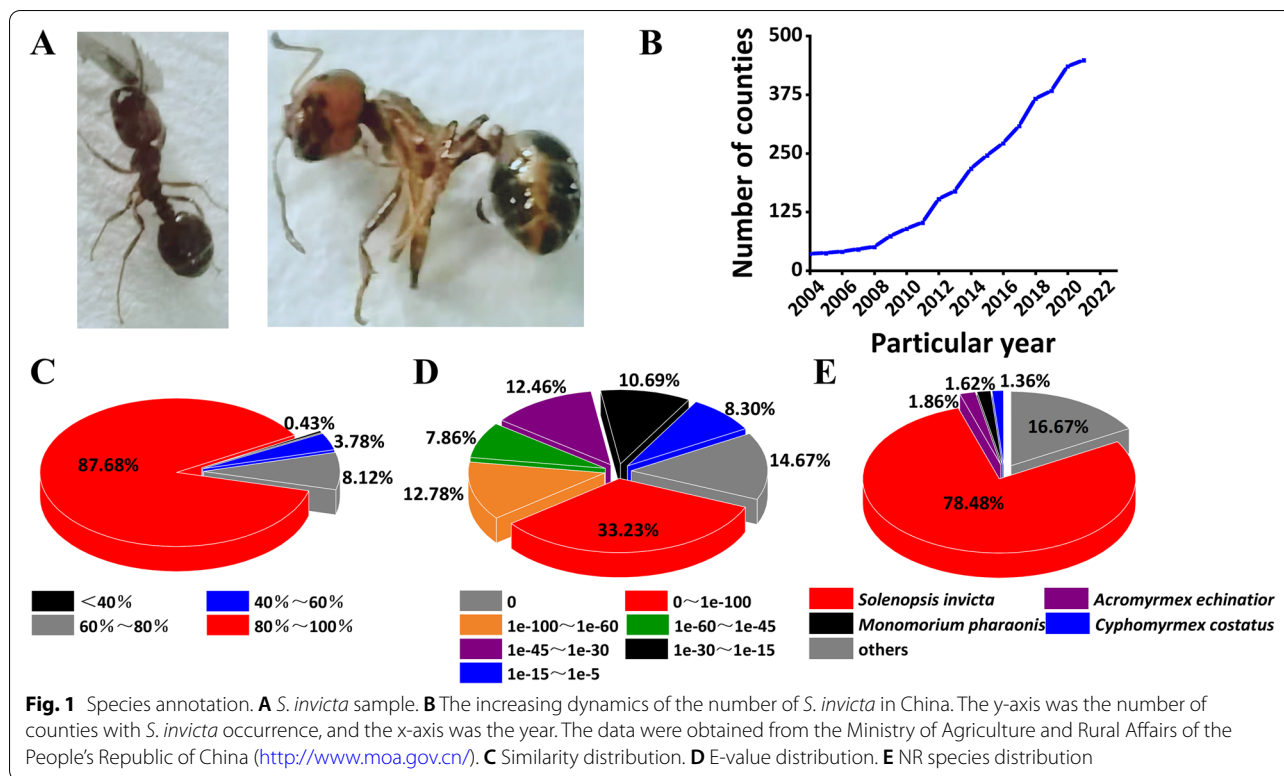 A
B
500
375
250
125
0
Number of counties
2004
2006
2008
2010
2012
2014
2016
2018
2020
2022
Particular year
C
0.43%
3.78%
8.12%
87.68%
<40%
40%~60%
60%~80%
80%~100%
D
12.46%
10.69%
8.30%
7.86%
14.67%
12.78%
33.23%
0
0~1e-100
1e-100~1e-60
1e-60~1e-45
1e-45~1e-30
1e-30~1e-15
1e-15~1e-5
E
1.62%
1.36%
1.86%
16.67%
78.48%
Solenopsis invicta
Acromyrmex echinatior
Monomorium pharaonis
Cyphomyrmex costatus
others
Fig. 1 Species annotation. A S. invicta sample. B The increasing dynamics of the number of S. invicta in China. The y-axis was the number of
counties with S. invicta occurrence, and the x-axis was the year. The data were obtained from the Ministry of Agriculture and Rural Affairs of the
People's Republic of China (http://www.moa.gov.cn/). C Similarity distribution. D E-value distribution. E NR species distribution